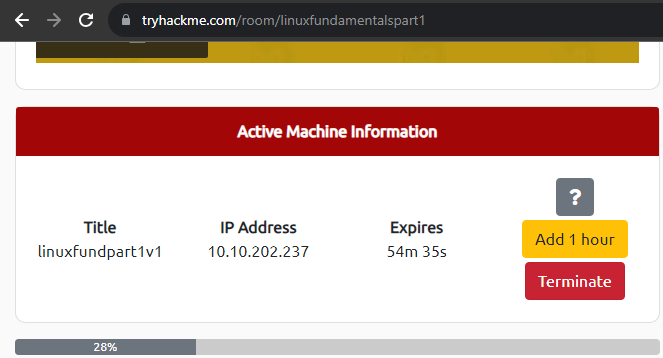 tryhackme.com/room/linuxfundamentalspart1
Active Machine Information
?
Title IP Address Expires
Add 1 hour
linuxfundpart1v1 10.10.202.237 54m 35s
Terminate
28%